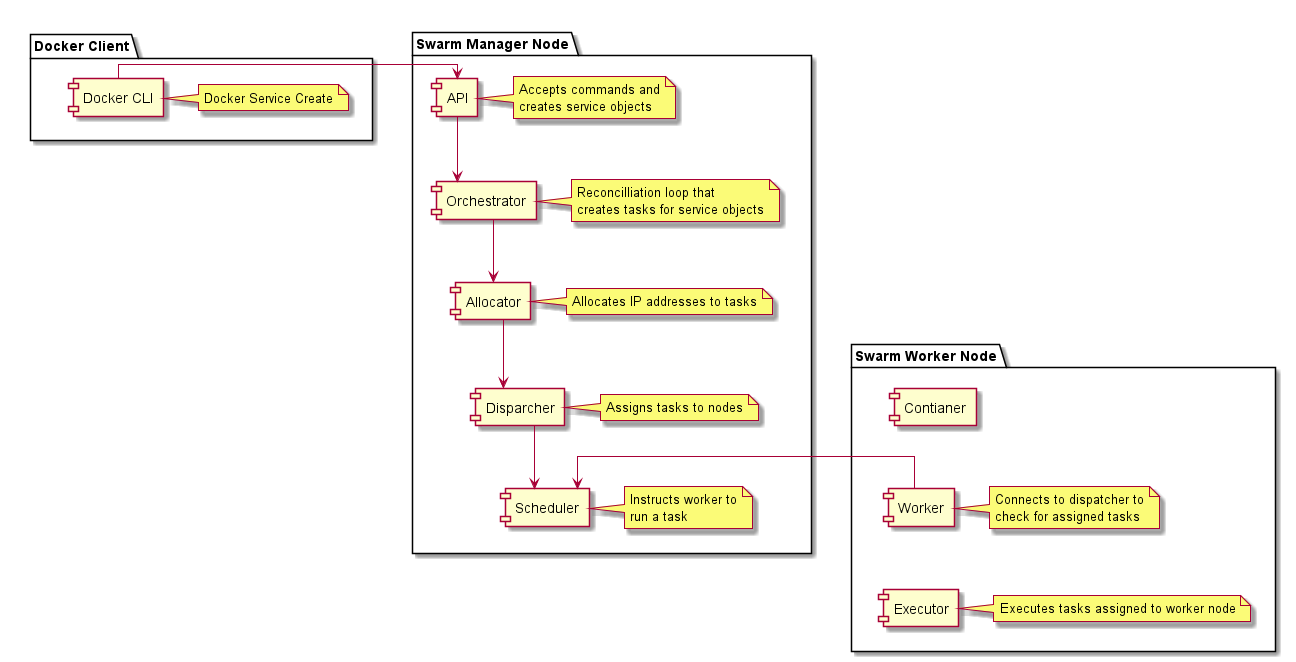 Docker Client
Docker CLI
Docker Service Create
Swarm Manager Node
API
Accepts commands and
creates service objects
Orchestrator
Reconcilliation loop that
creates tasks for service objects
Allocator
Allocates IP addresses to tasks
Disparcher
Assigns tasks to nodes
Scheduler
Instructs worker to
run a task
Swarm Worker Node
Contianer
Worker
Connects to dispatcher to
check for assigned tasks
Executor
Executes tasks assigned to worker node